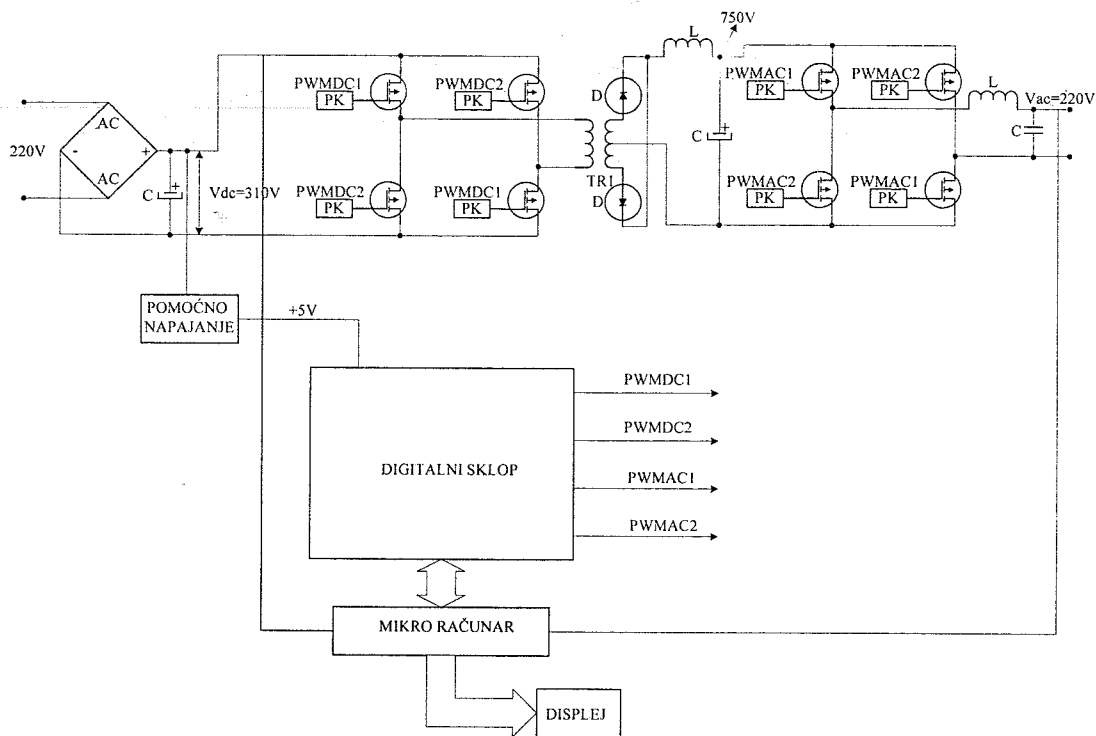 750V
L
PWMDC1
PK
PWMDC2
PK
D
PWMAC1
PK
PWMAC2
PK
L
Vac=220V
AC
220V
-
+
AC
C
+
Vdc=310V
C
+
C
PWMDC2
PK
PWMDC1
PK
TR1
D
PWMAC2
PK
PWMAC1
PK
POMOĆNO
NAPAJANJE
+5V
PWMDC1
PWMDC2
DIGITALNI SKLOP
PWMAC1
PWMAC2
MIKRO RAČUNAR
DISPLEJ